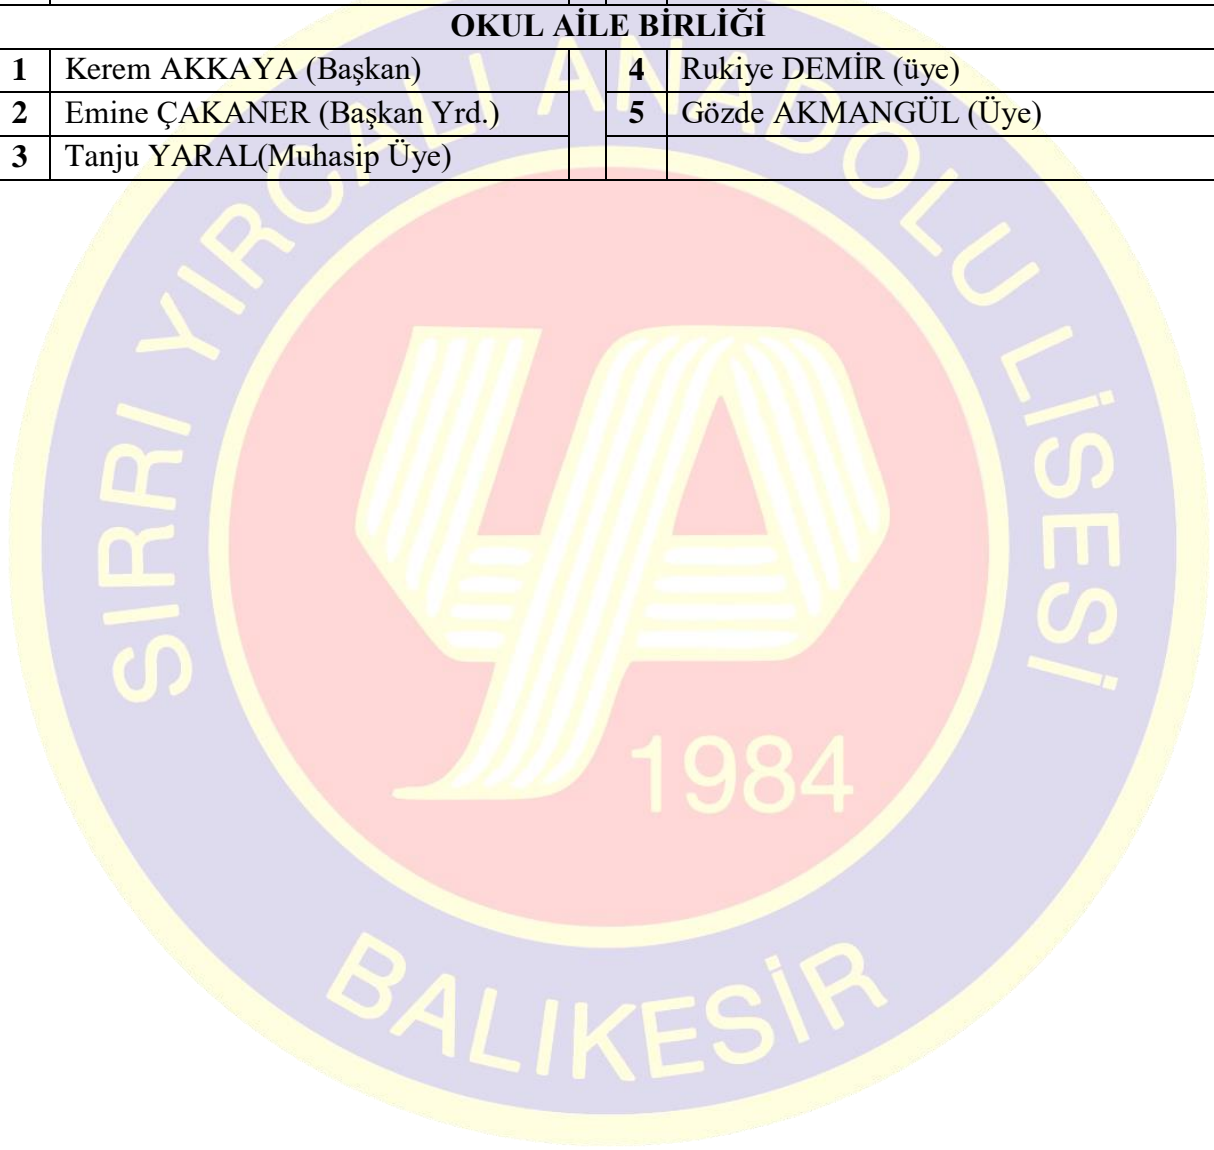 OKUL AİLE BİRLİĞİ
1 Kerem AKKAYA (Başkan) 4 Rukiye DEMİR (üye)
2 Emine ÇAKANER (Başkan Yrd.) 5 Gözde AKMANGÜL (Üye)
3 Tanju YARAL(Muhasip Üye)
SIRRI YIRCALI ANADOLU LİSESİ
1984
BALIKESİR